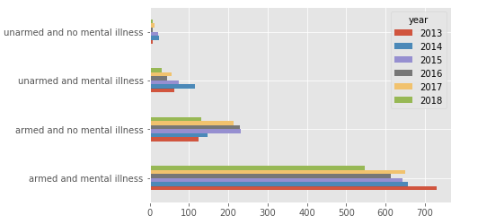 year
2013
2014
2015
2016
2017
2018
unarmed and no mental illness
unarmed and mental illness
armed and no mental illness
armed and mental illness
0 100 200 300 400 500 600 700